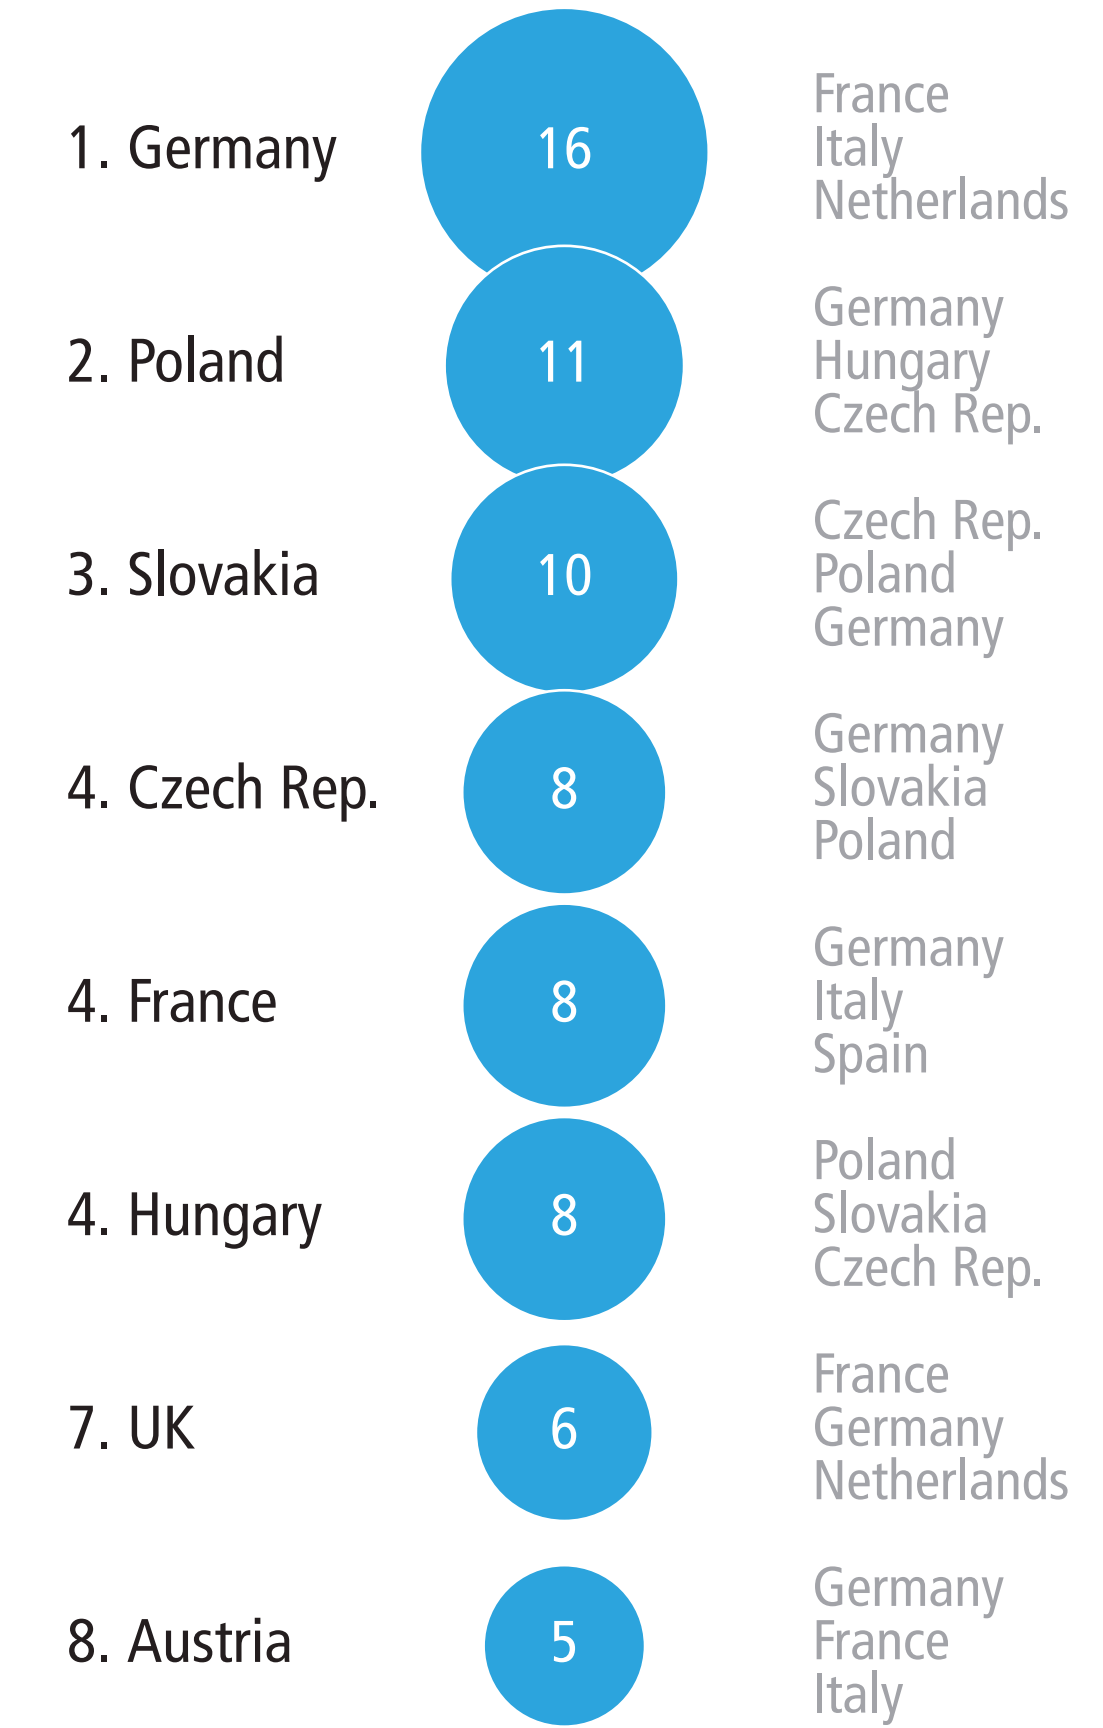 1. Germany
16
France
Italy
Netherlands
2. Poland
11
Germany
Hungary
Czech Rep.
3. Slovakia
10
Czech Rep.
Poland
Germany
4. Czech Rep.
8
Germany
Slovakia
Poland
4. France
8
Germany
Italy
Spain
4. Hungary
8
Poland
Slovakia
Czech Rep.
7. UK
6
France
Germany
Netherlands
8. Austria
5
Germany
France
Italy